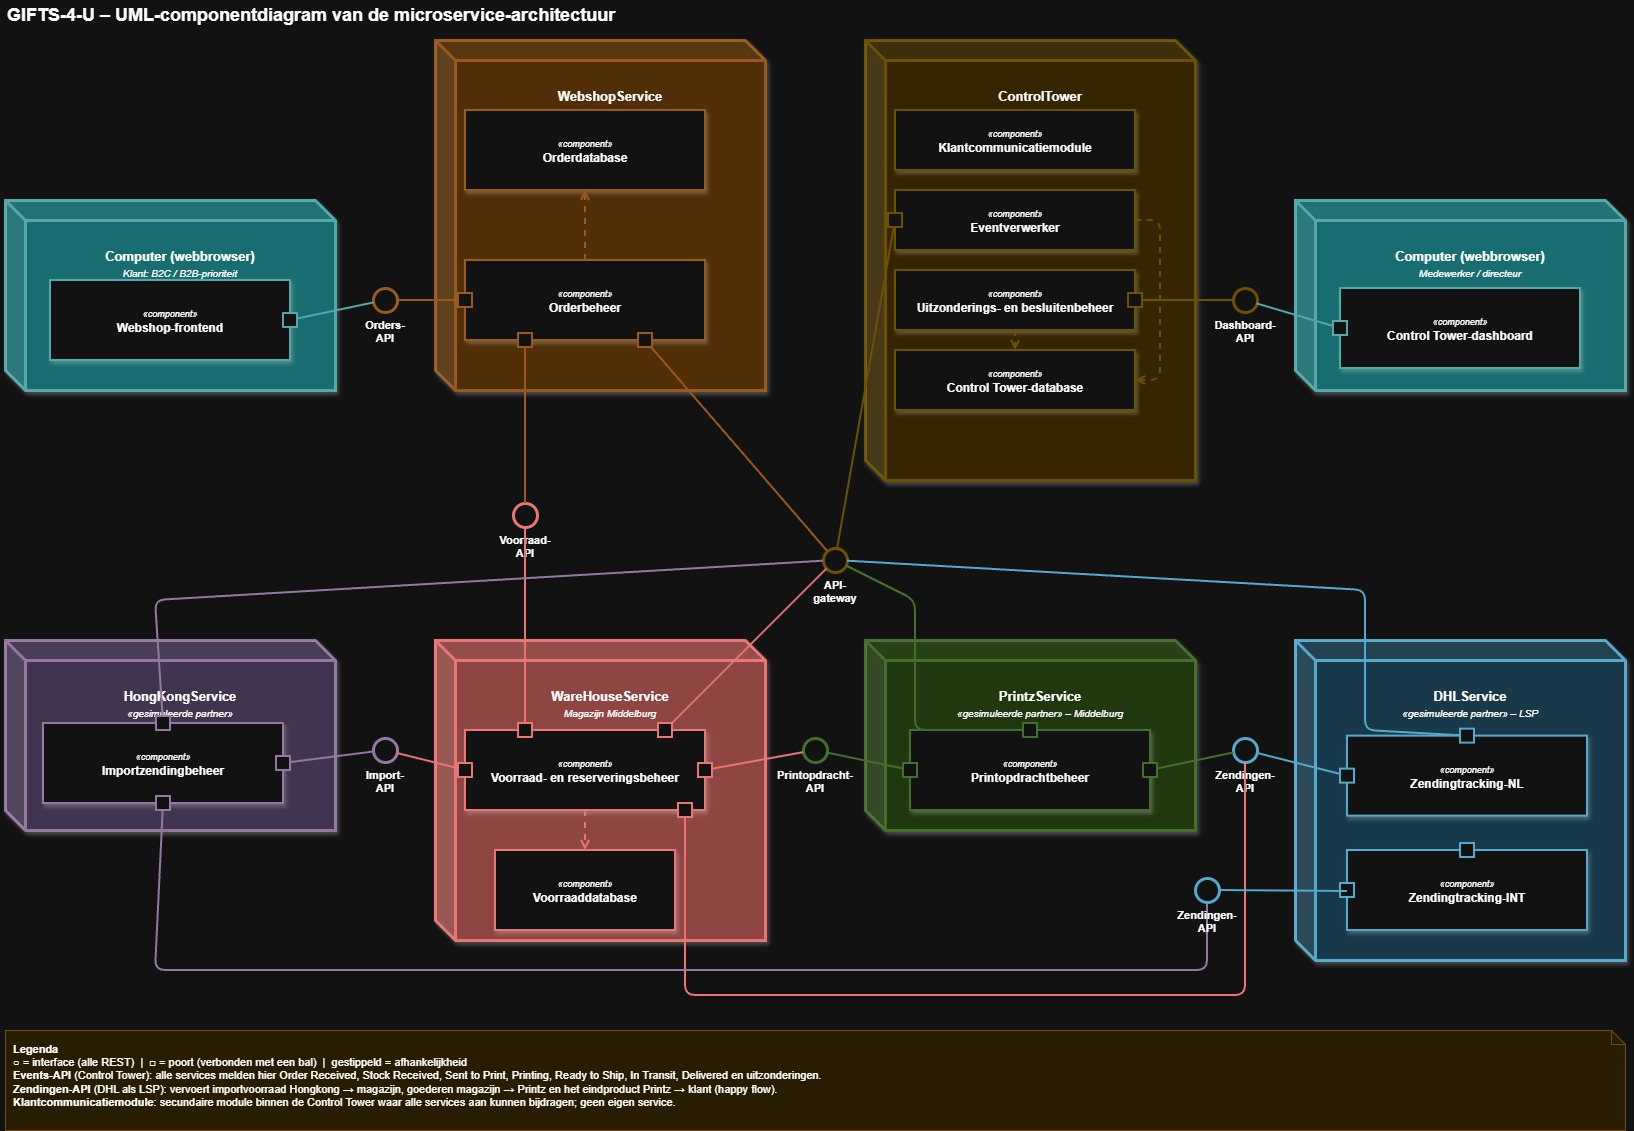 GIFTS-4-U – UML-componentdiagram van de microservice-architectuur
WebshopService
«component»
Orderdatabase
«component»
Orderbeheer
ControlTower
«component»
Klantcommunicatiemodule
«component»
Eventverwerker
«component»
Uitzonderings- en besluitenbeheer
«component»
Control Tower-database
Computer (webbrowser)
Klant: B2C / B2B-prioriteit
«component»
Webshop-frontend
Orders-
API
Dashboard-
API
Computer (webbrowser)
Medewerker / directeur
«component»
Control Tower-dashboard
Voorraad-
API
API-
gateway
HongKongService
«gesimuleerde partner»
«component»
Importzendingbeheer
Import-
API
WareHouseService
Magazijn Middelburg
«component»
Voorraad- en reserveringsbeheer
«component»
Voorraaddatabase
Printopdracht-
API
PrintzService
«gesimuleerde partner» – Middelburg
«component»
Printopdrachtbeheer
Zendingen-
API
DHLService
«gesimuleerde partner» – LSP
«component»
Zendingtracking-NL
«component»
Zendingtracking-INT
Zendingen-
API
Legenda
○ = interface (alle REST) | □ = poort (verbonden met een bal) | gestippeld = afhankelijkheid
Events-API (Control Tower): alle services melden hier Order Received, Stock Received, Sent to Print, Printing, Ready to Ship, In Transit, Delivered en uitzonderingen.
Zendingen-API (DHL als LSP): vervoert importvoorraad Hongkong → magazijn, goederen magazijn → Printz en het eindproduct Printz → klant (happy flow).
Klantcommunicatiemodule: secundaire module binnen de Control Tower waar alle services aan kunnen bijdragen; geen eigen service.